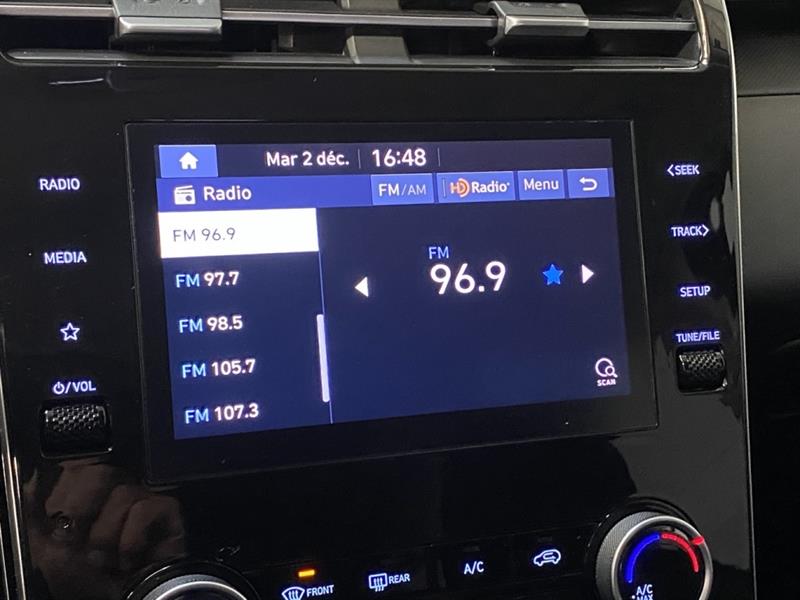 Mar 2 déc. 16:48
Radio FM/AM HD Radio Menu
FM 96.9
FM 97.7
FM 98.5
FM 105.7
FM 107.3
FM
96.9
SCAN
RADIO
MEDIA
VOL
SEEK
TRACK
SETUP
TUNE/FILE
FRONT
REAR
A/C
A/C
MAX